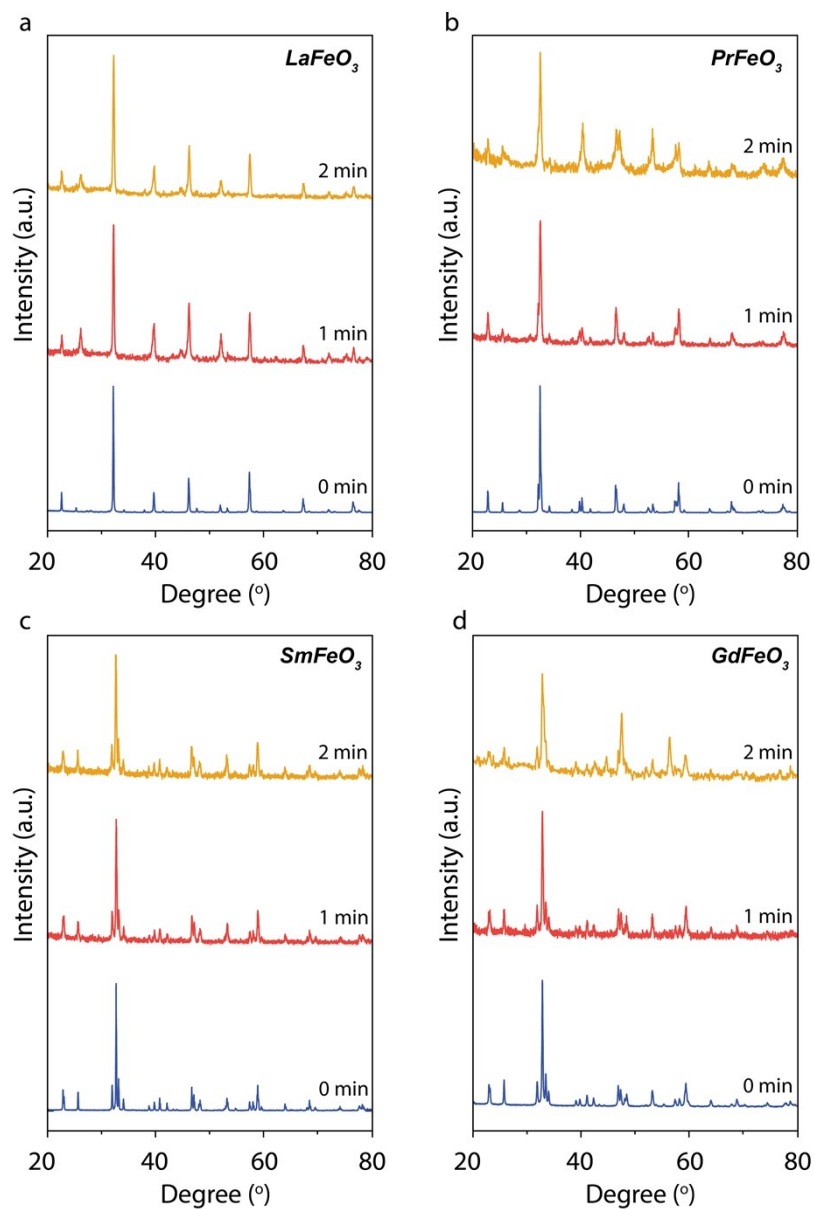 a
LaFeO3
2 min
1 min
0 min
Intensity (a.u.)
20 40 60 80
Degree (o)
b
PrFeO3
2 min
1 min
0 min
Intensity (a.u.)
20 40 60 80
Degree (o)
c
SmFeO3
2 min
1 min
0 min
Intensity (a.u.)
20 40 60 80
Degree (o)
d
GdFeO3
2 min
1 min
0 min
Intensity (a.u.)
20 40 60 80
Degree (o)